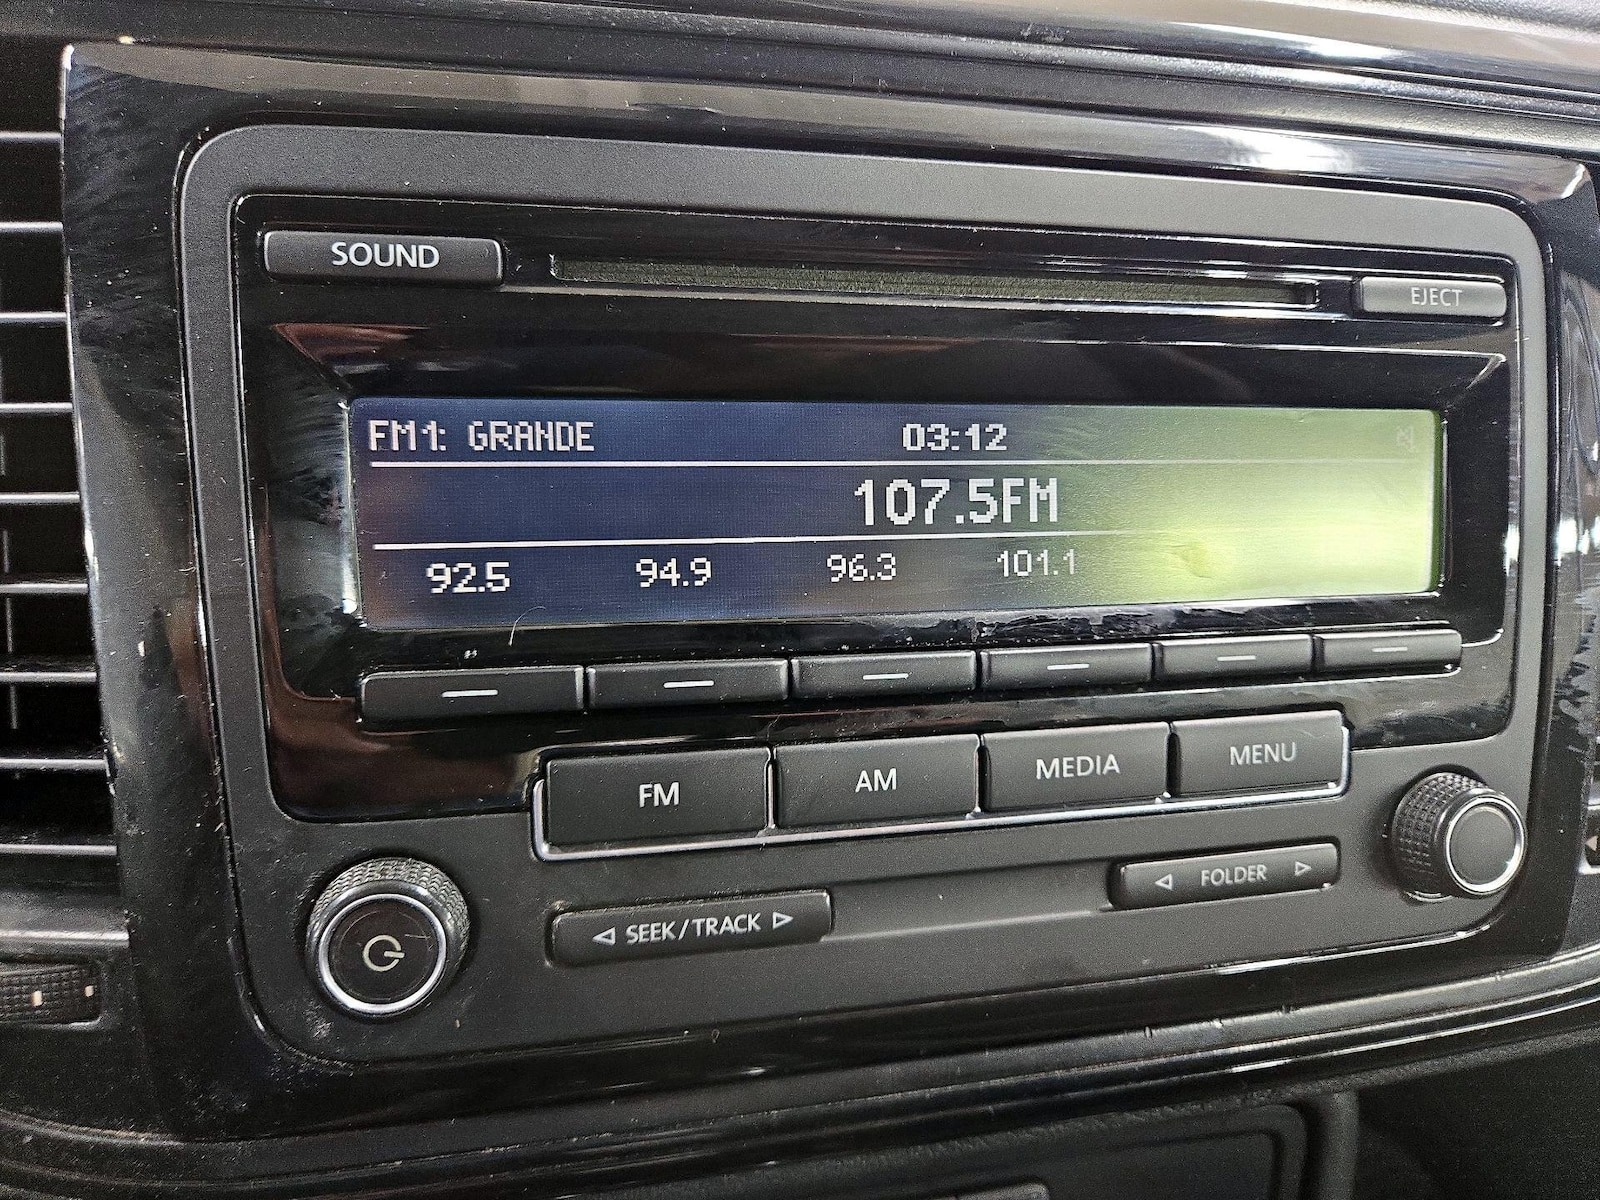 SOUND
EJECT
FM1: GRANDE 03:12
107.5FM
92.5 94.9 96.3 101.1
FM AM MEDIA MENU
SEEK/TRACK
FOLDER